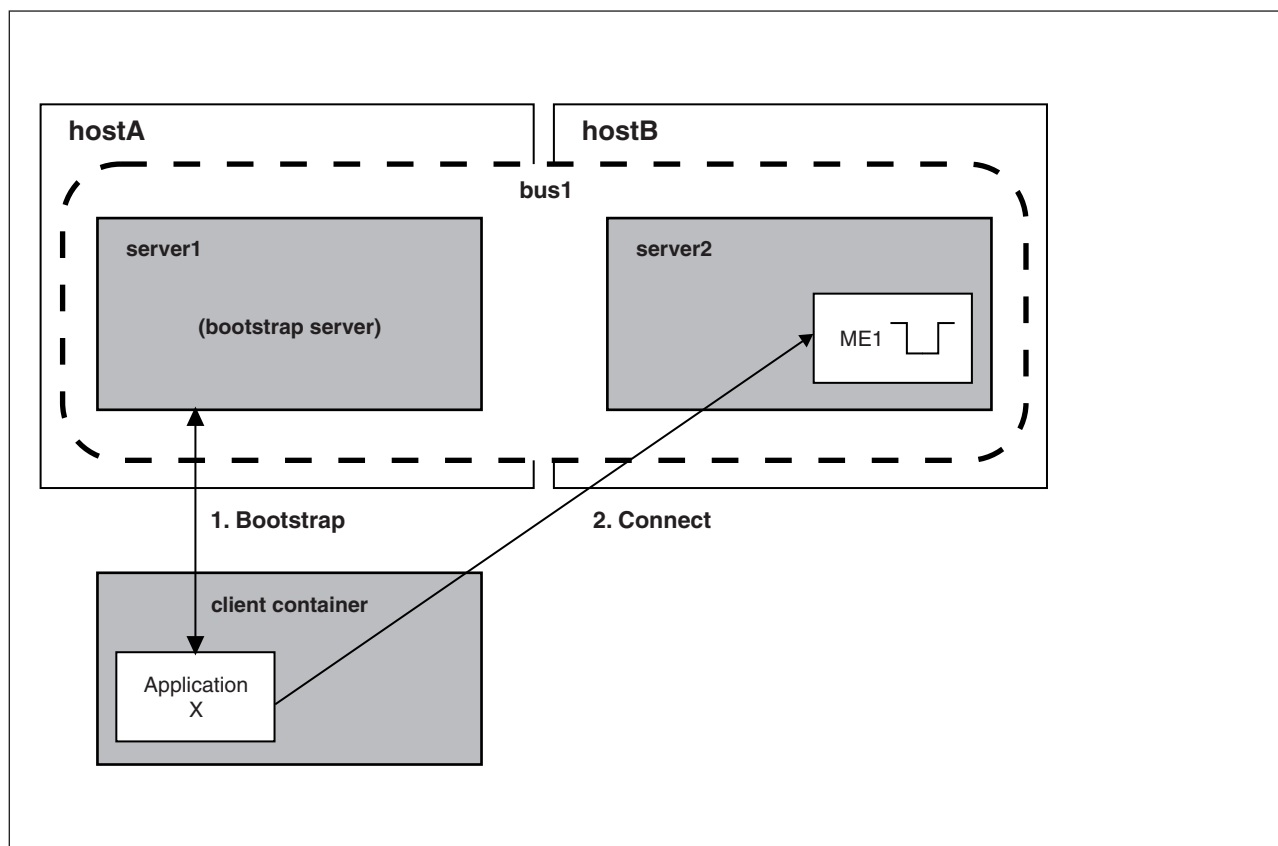 hostA
hostB
bus1
server1
(bootstrap server)
server2
ME1
1. Bootstrap
2. Connect
client container
Application
X